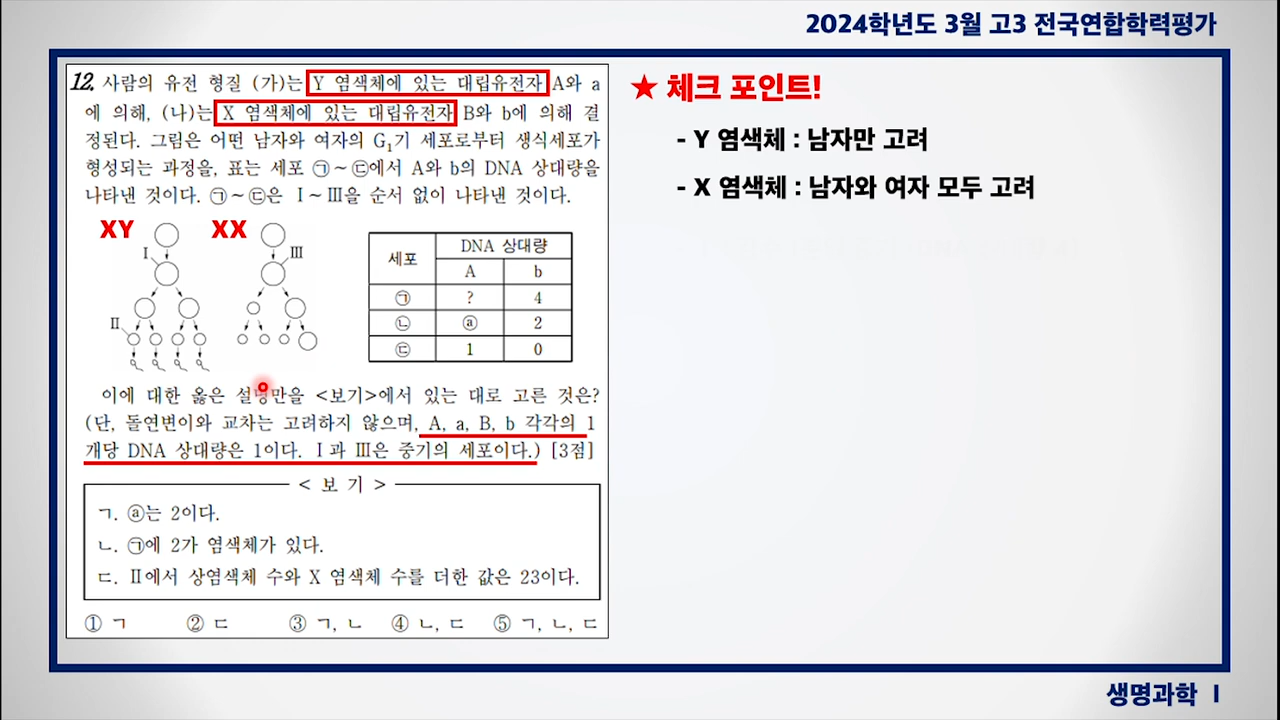 2024학년도 3월 고3 전국연합학력평가
12. 사람의 유전 형질 (가)는 Y 염색체에 있는 대립유전자 A와 a
에 의해, (나)는 X 염색체에 있는 대립유전자 B와 b에 의해 결
정된다. 그림은 어떤 남자와 여자의 G1기 세포로부터 생식세포가
형성되는 과정을, 표는 세포 ㉠~㉢에서 A와 b의 DNA 상대량을
나타낸 것이다. ㉠~㉢은 Ⅰ~Ⅲ을 순서 없이 나타낸 것이다.
XY XX
Ⅰ Ⅲ
Ⅱ
세포 DNA 상대량
A b
㉠ ? 4
㉡ ⓐ 2
㉢ 1 0
이에 대한 옳은 설명만을 <보기>에서 있는 대로 고른 것은?
(단, 돌연변이와 교차는 고려하지 않으며, A, a, B, b 각각의 1
개당 DNA 상대량은 1이다. Ⅰ과 Ⅲ은 중기의 세포이다.) [3점]
< 보 기 >
ㄱ. ⓐ는 2이다.
ㄴ. ㉠에 2가 염색체가 있다.
ㄷ. Ⅱ에서 상염색체 수와 X 염색체 수를 더한 값은 23이다.
① ㄱ ② ㄷ ③ ㄱ, ㄴ ④ ㄴ, ㄷ ⑤ ㄱ, ㄴ, ㄷ
★ 체크 포인트!
- Y 염색체 : 남자만 고려
- X 염색체 : 남자와 여자 모두 고려
생명과학 Ⅰ